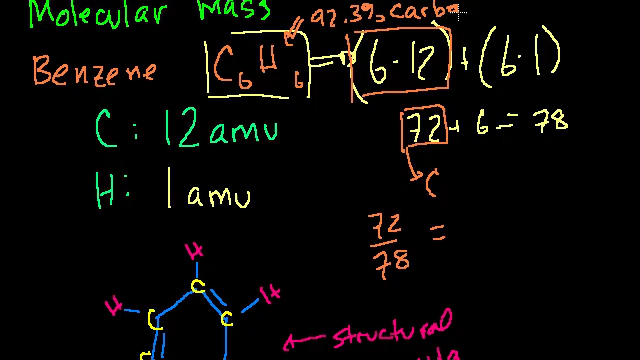 Molecular Mass
92.3% carbo
Benzene C6H6 → (6·12) + (6·1)
C: 12 amu
72 + 6 = 78
C
H: 1 amu
72/78 =
H
H C H
C C
structural
C